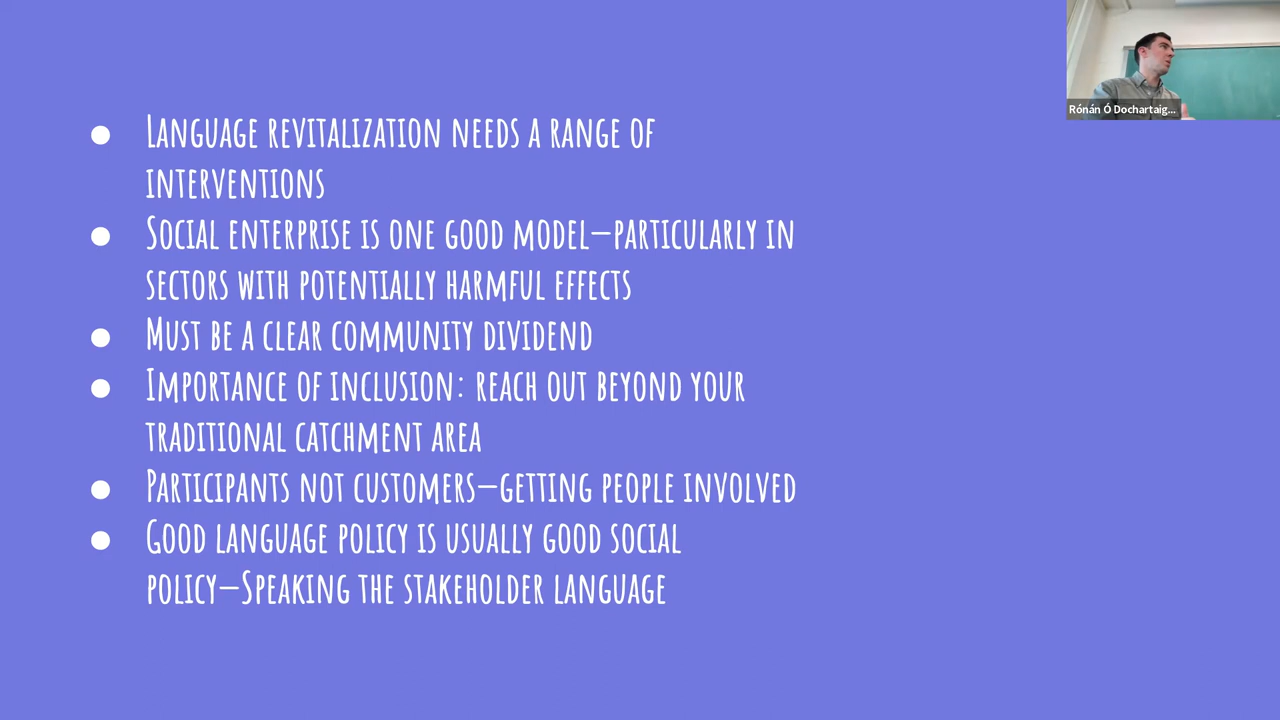 ● Language revitalization needs a range of
interventions
● Social enterprise is one good model—particularly in
sectors with potentially harmful effects
● Must be a clear community dividend
● Importance of inclusion: reach out beyond your
traditional catchment area
● Participants not customers—getting people involved
● Good language policy is usually good social
policy—Speaking the stakeholder language
Rónán Ó Dochartaig...